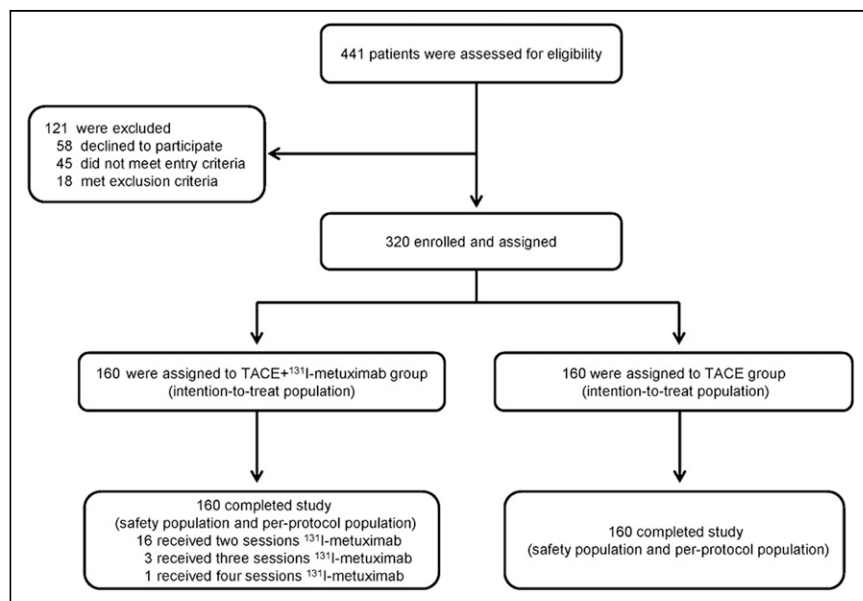 441 patients were assessed for eligibility
121 were excluded
58 declined to participate
45 did not meet entry criteria
18 met exclusion criteria
320 enrolled and assigned
160 were assigned to TACE+¹³¹I-metuximab group
(intention-to-treat population)
160 were assigned to TACE group
(intention-to-treat population)
160 completed study
(safety population and per-protocol population)
16 received two sessions ¹³¹I-metuximab
3 received three sessions ¹³¹I-metuximab
1 received four sessions ¹³¹I-metuximab
160 completed study
(safety population and per-protocol population)